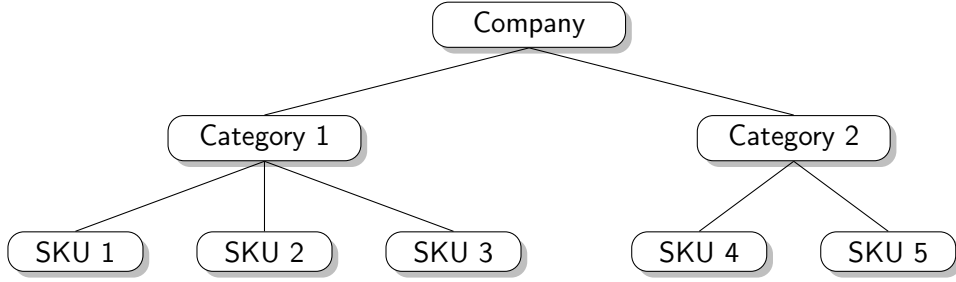 Company
Category 1
Category 2
SKU 1
SKU 2
SKU 3
SKU 4
SKU 5